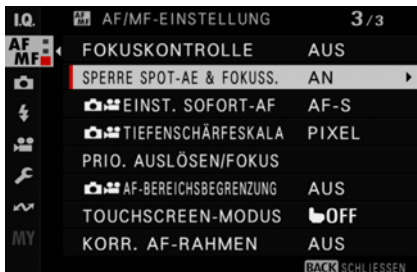 I.Q.
AF MF-EINSTELLUNG 3/3
AF MF
FOKUSKONTROLLE AUS
SPERRE SPOT-AE & FOKUSS. AN
EINST. SOFORT-AF AF-S
TIEFENSCHÄRFESKALA PIXEL
PRIO. AUSLÖSEN/FOKUS
AF-BEREICHSBEGRENZUNG AUS
TOUCHSCREEN-MODUS OFF
MY KORR. AF-RAHMEN AUS
BACK SCHLIESSEN